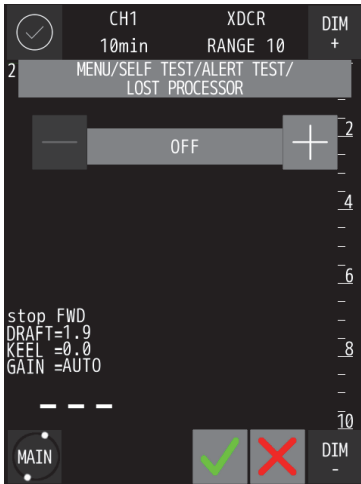 CH1 XDCR DIM
10min RANGE 10 +
2 MENU/SELF TEST/ALERT TEST/
LOST PROCESSOR
2
— OFF +
4
6
stop FWD
DRAFT=1.9
KEEL =0.0
8
GAIN =AUTO
– – –
10
MAIN DIM
-